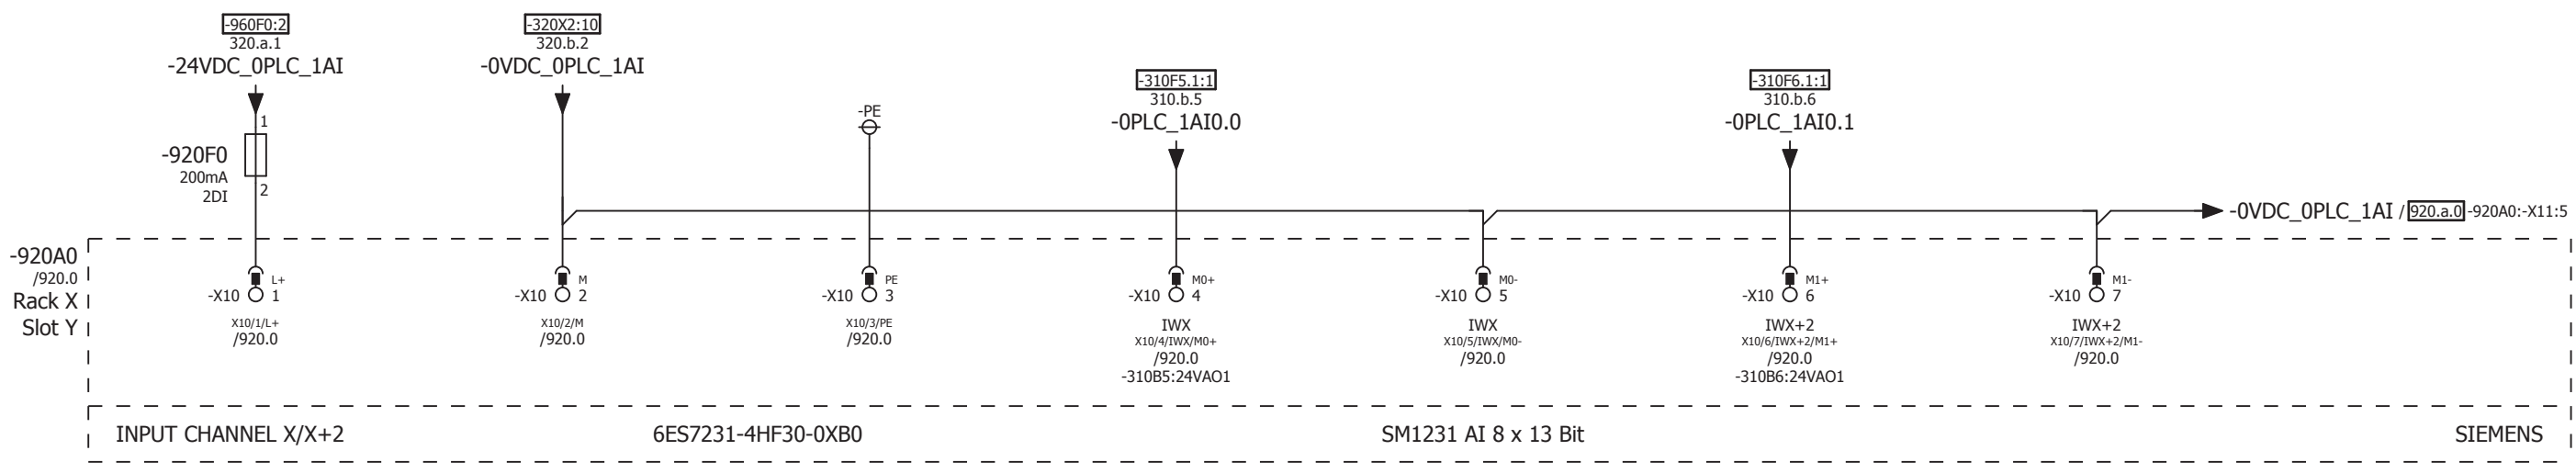 -960F0:2
320.a.1
-24VDC_0PLC_1AI
-320X2:10
320.b.2
-0VDC_0PLC_1AI
-PE
-310F5.1:1
310.b.5
-0PLC_1AI0.0
-310F6.1:1
310.b.6
-0PLC_1AI0.1
1
-920F0
200mA
2DI
2
-0VDC_0PLC_1AI / 920.a.0 -920A0:-X11:5
-920A0
/920.0
Rack X
Slot Y
L+
-X10 1
X10/1/L+
/920.0
M
-X10 2
X10/2/M
/920.0
PE
-X10 3
X10/3/PE
/920.0
M0+
-X10 4
IWX
X10/4/IWX/M0+
/920.0
-310B5:24VAO1
M0-
-X10 5
IWX
X10/5/IWX/M0-
/920.0
M1+
-X10 6
IWX+2
X10/6/IWX+2/M1+
/920.0
-310B6:24VAO1
M1-
-X10 7
IWX+2
X10/7/IWX+2/M1-
/920.0
INPUT CHANNEL X/X+2 6ES7231-4HF30-0XB0 SM1231 AI 8 x 13 Bit SIEMENS